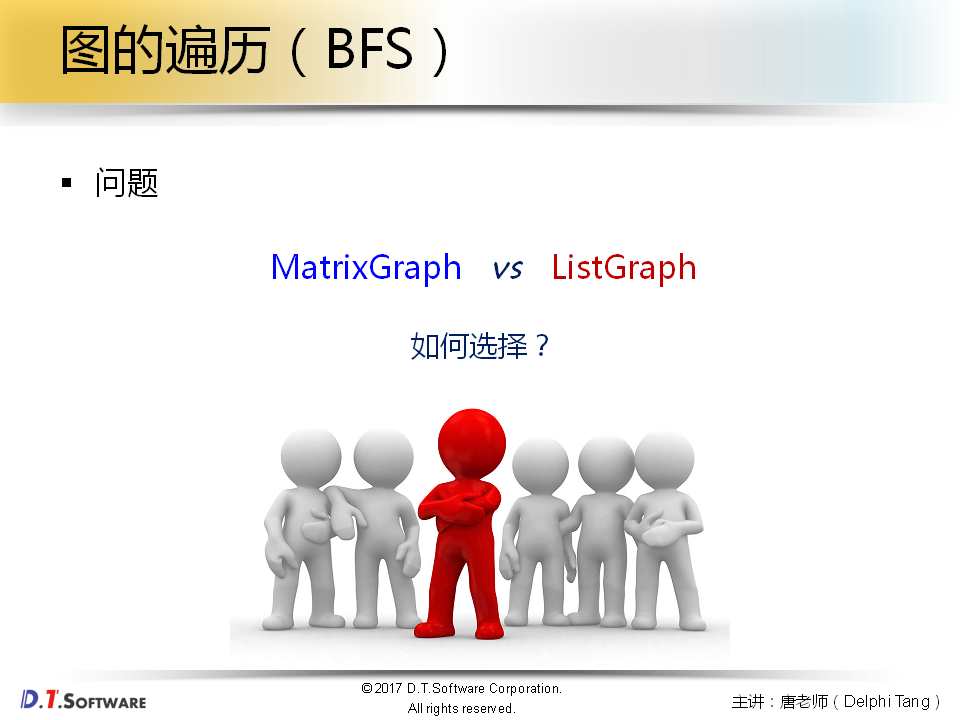 图的遍历（BFS）
▪ 问题
MatrixGraph vs ListGraph
如何选择？
D.T.SOFTWARE
©2017 D.T.Software Corporation.
All rights reserved.
主讲：唐老师（Delphi Tang）